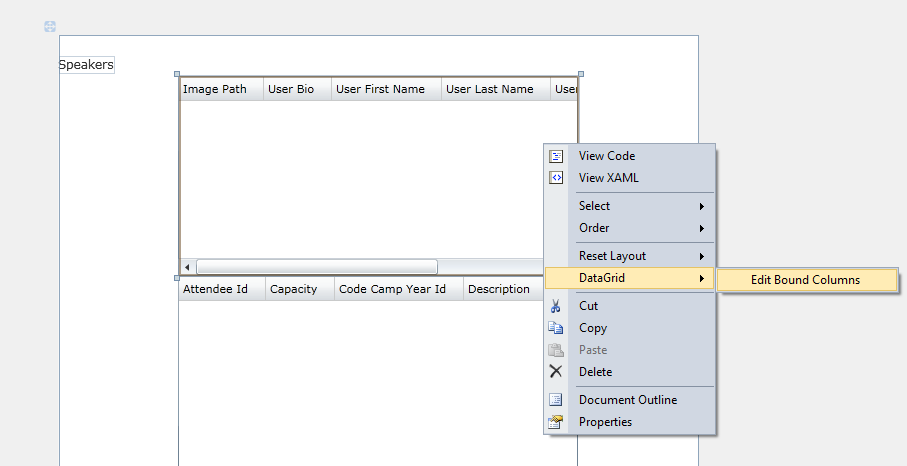 Speakers
Image Path User Bio User First Name User Last Name User
View Code
View XAML
Select
Order
Reset Layout
DataGrid Edit Bound Columns
Attendee Id Capacity Code Camp Year Id Description
Cut
Copy
Paste
Delete
Document Outline
Properties